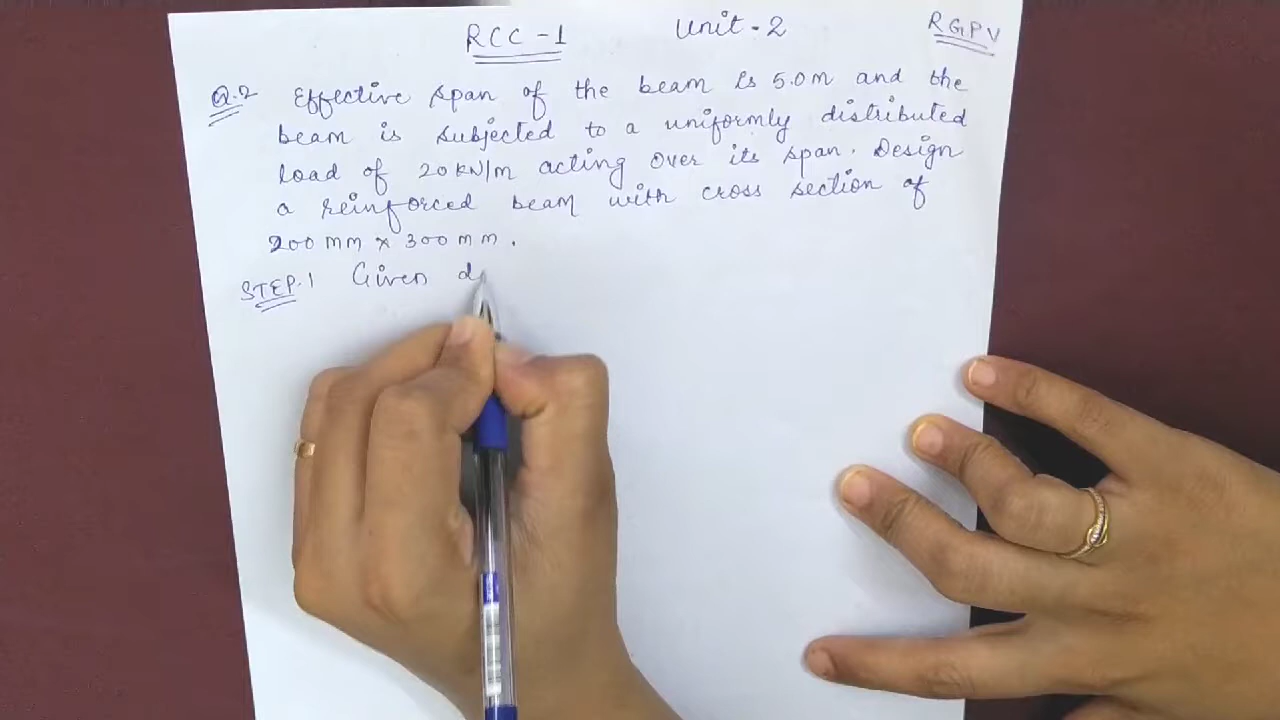 RCC-1 Unit-2 RGPV
Q.2 Effective span of the beam is 5.0m and the
beam is subjected to a uniformly distributed
load of 20 kN/m acting over its span. Design
a reinforced beam with cross section of
200 mm x 300 mm.
STEP.1 Given d